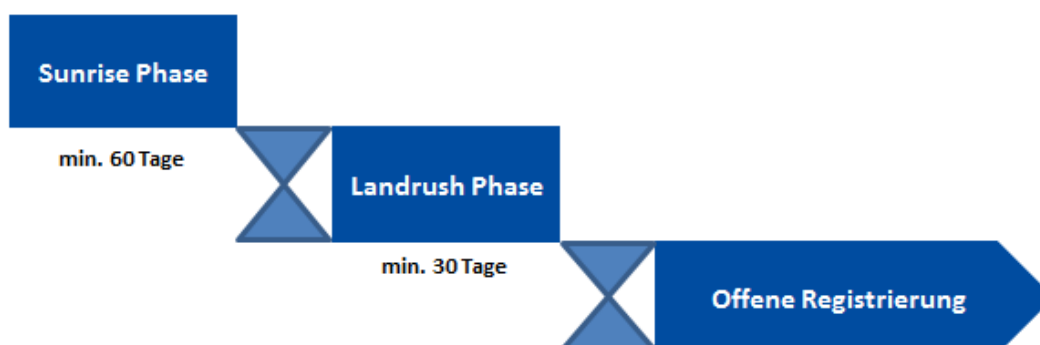 Sunrise Phase
min. 60 Tage
Landrush Phase
min. 30 Tage
Offene Registrierung